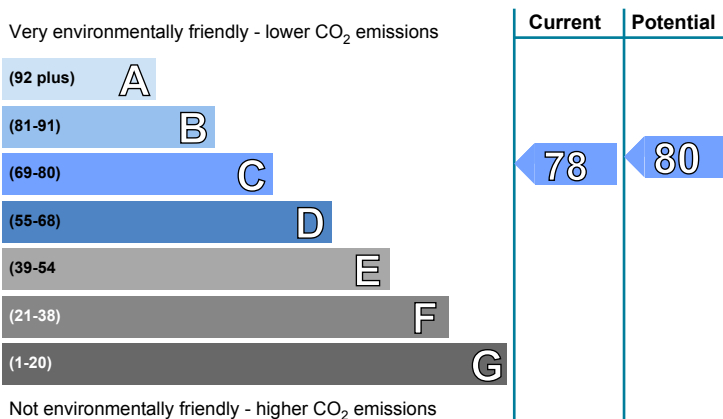 Very environmentally friendly - lower CO2 emissions
Current
Potential
(92 plus) A
(81-91) B
(69-80) C
78
80
(55-68) D
(39-54 E
(21-38) F
(1-20) G
Not environmentally friendly - higher CO2 emissions